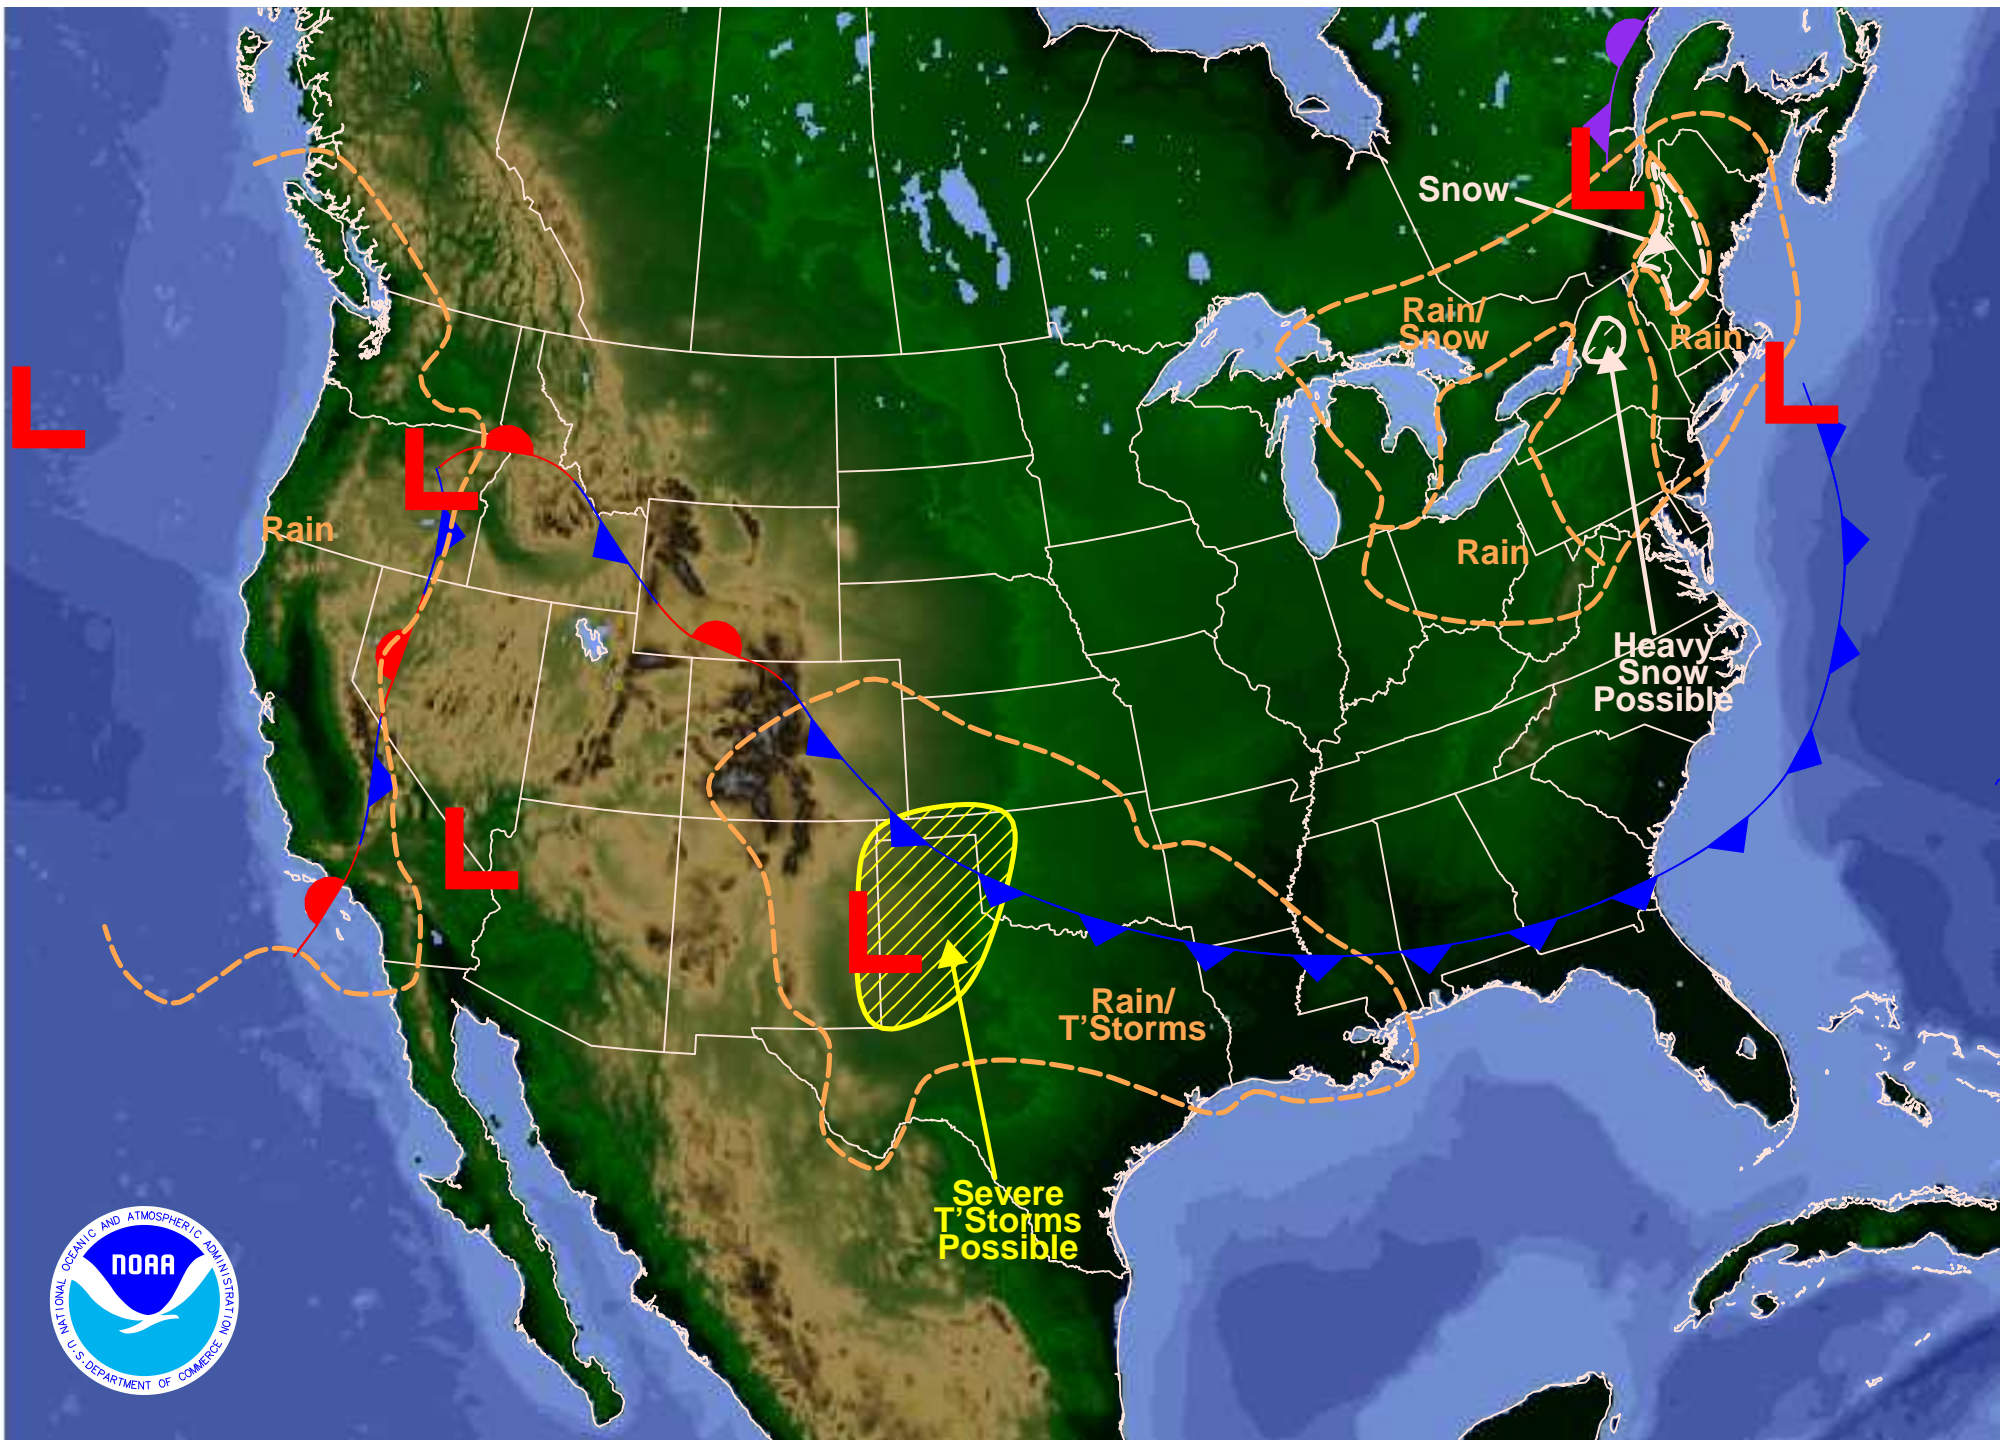 L
Snow
Rain/
Snow
Rain
L
L
L
Rain
Rain
Heavy
Snow
Possible
L
L
Rain/
T'Storms
Severe
T'Storms
Possible
NATIONAL OCEANIC AND ATMOSPHERIC ADMINISTRATION
NOAA
U.S. DEPARTMENT OF COMMERCE